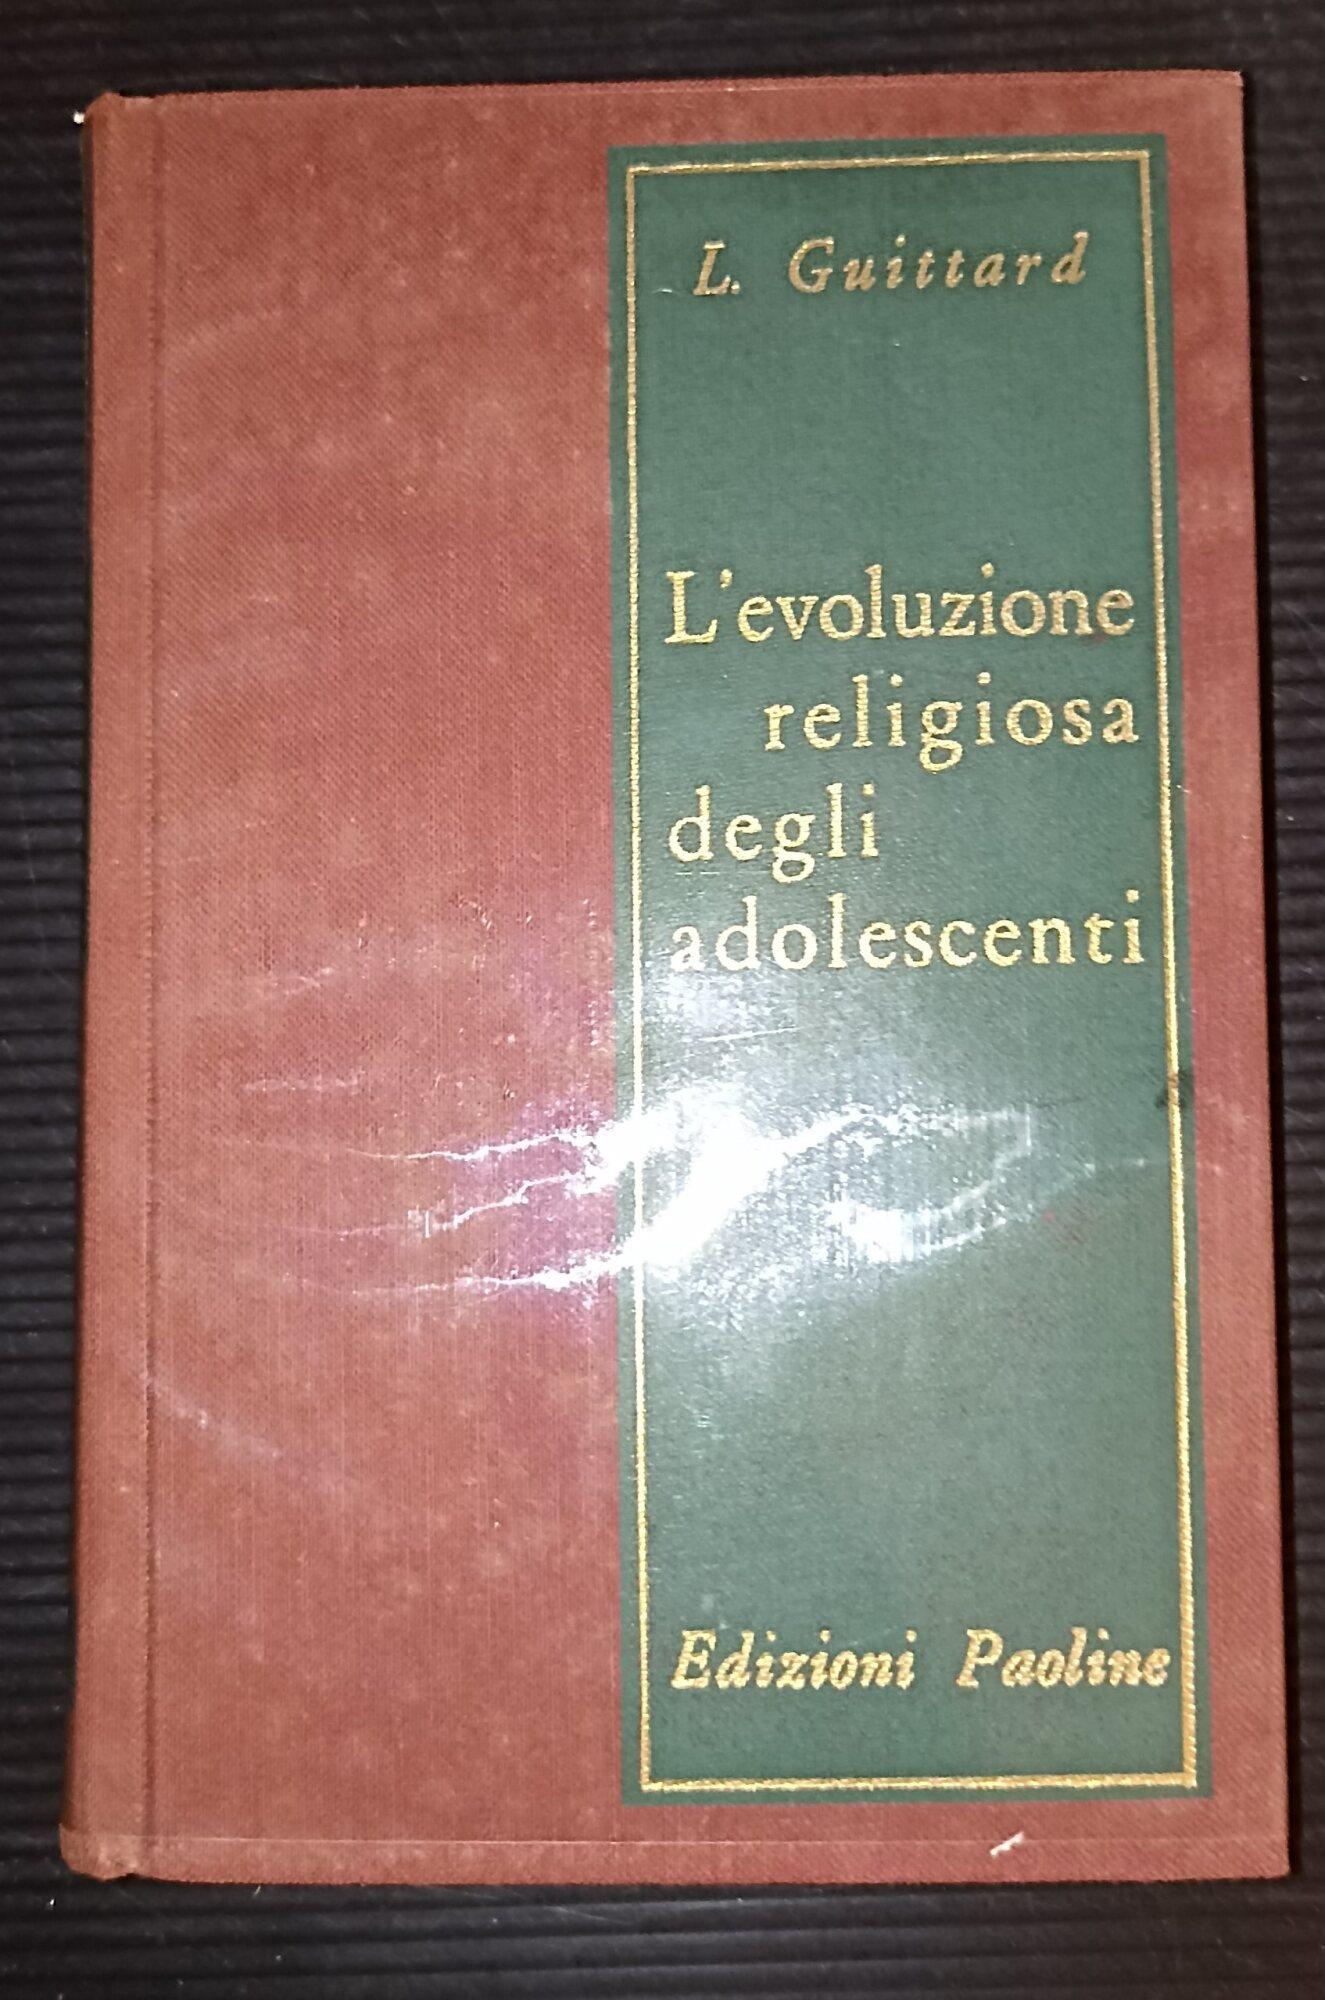 L. Guittard
L'evoluzione
religiosa
degli
adolescenti
Edizioni Paoline